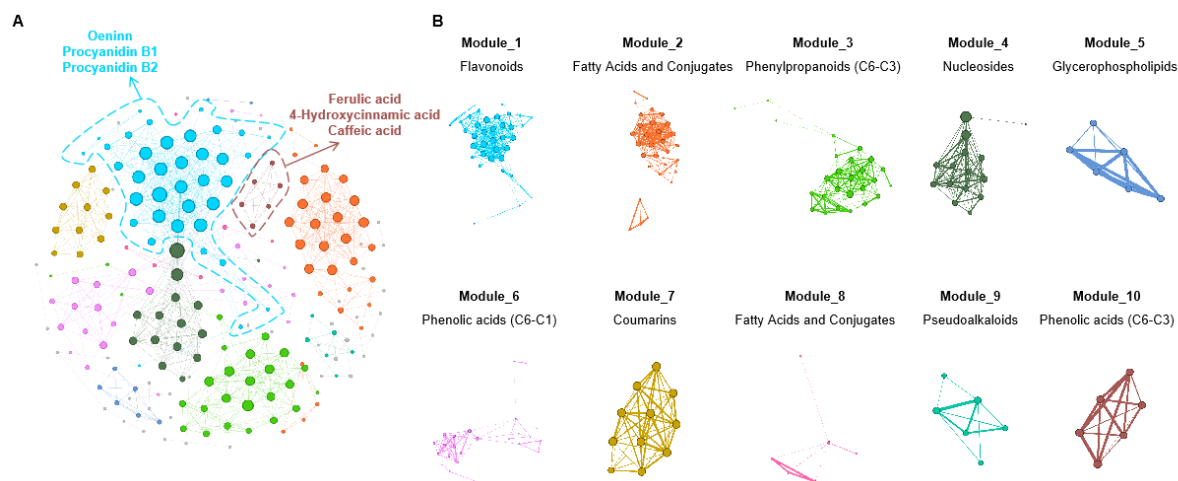 A
B
Oeninn
Procyanidin B1
Procyanidin B2
Ferulic acid
4-Hydroxycinnamic acid
Caffeic acid
Module_1
Flavonoids
Module_2
Fatty Acids and Conjugates
Module_3
Phenylpropanoids (C6-C3)
Module_4
Nucleosides
Module_5
Glycerophospholipids
Module_6
Phenolic acids (C6-C1)
Module_7
Coumarins
Module_8
Fatty Acids and Conjugates
Module_9
Pseudoalkaloids
Module_10
Phenolic acids (C6-C3)